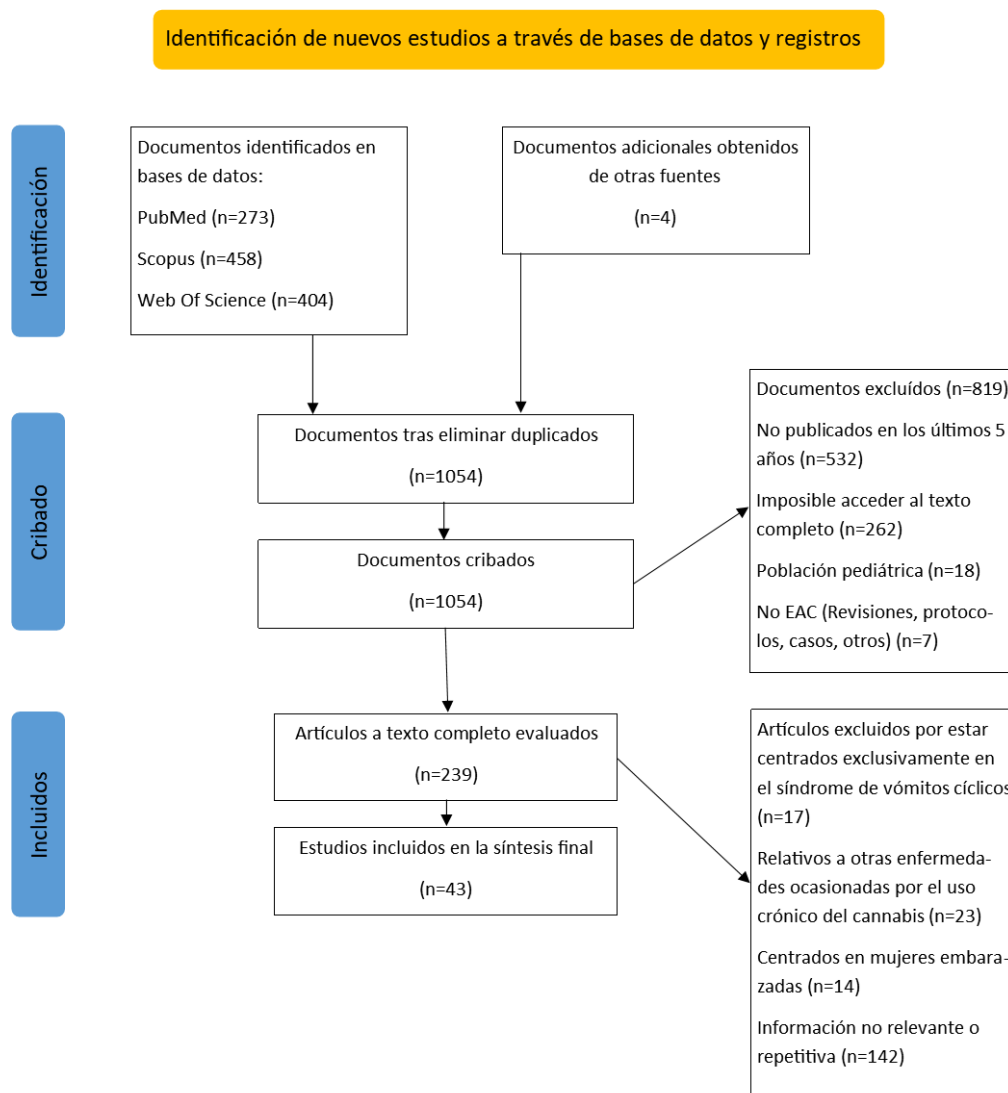 Identificación de nuevos estudios a través de bases de datos y registros
Identificación
Documentos identificados en
bases de datos:
PubMed (n=273)
Scopus (n=458)
Web Of Science (n=404)
Documentos adicionales obtenidos
de otras fuentes
(n=4)
Cribado
Documentos tras eliminar duplicados
(n=1054)
Documentos cribados
(n=1054)
Documentos excluídos (n=819)
No publicados en los últimos 5
años (n=532)
Imposible acceder al texto
completo (n=262)
Población pediátrica (n=18)
No EAC (Revisiones, protoco-
los, casos, otros) (n=7)
Incluidos
Artículos a texto completo evaluados
(n=239)
Estudios incluidos en la síntesis final
(n=43)
Artículos excluidos por estar
centrados exclusivamente en
el síndrome de vómitos cíclicos
(n=17)
Relativos a otras enfermeda-
des ocasionadas por el uso
crónico del cannabis (n=23)
Centrados en mujeres embara-
zadas (n=14)
Información no relevante o
repetitiva (n=142)